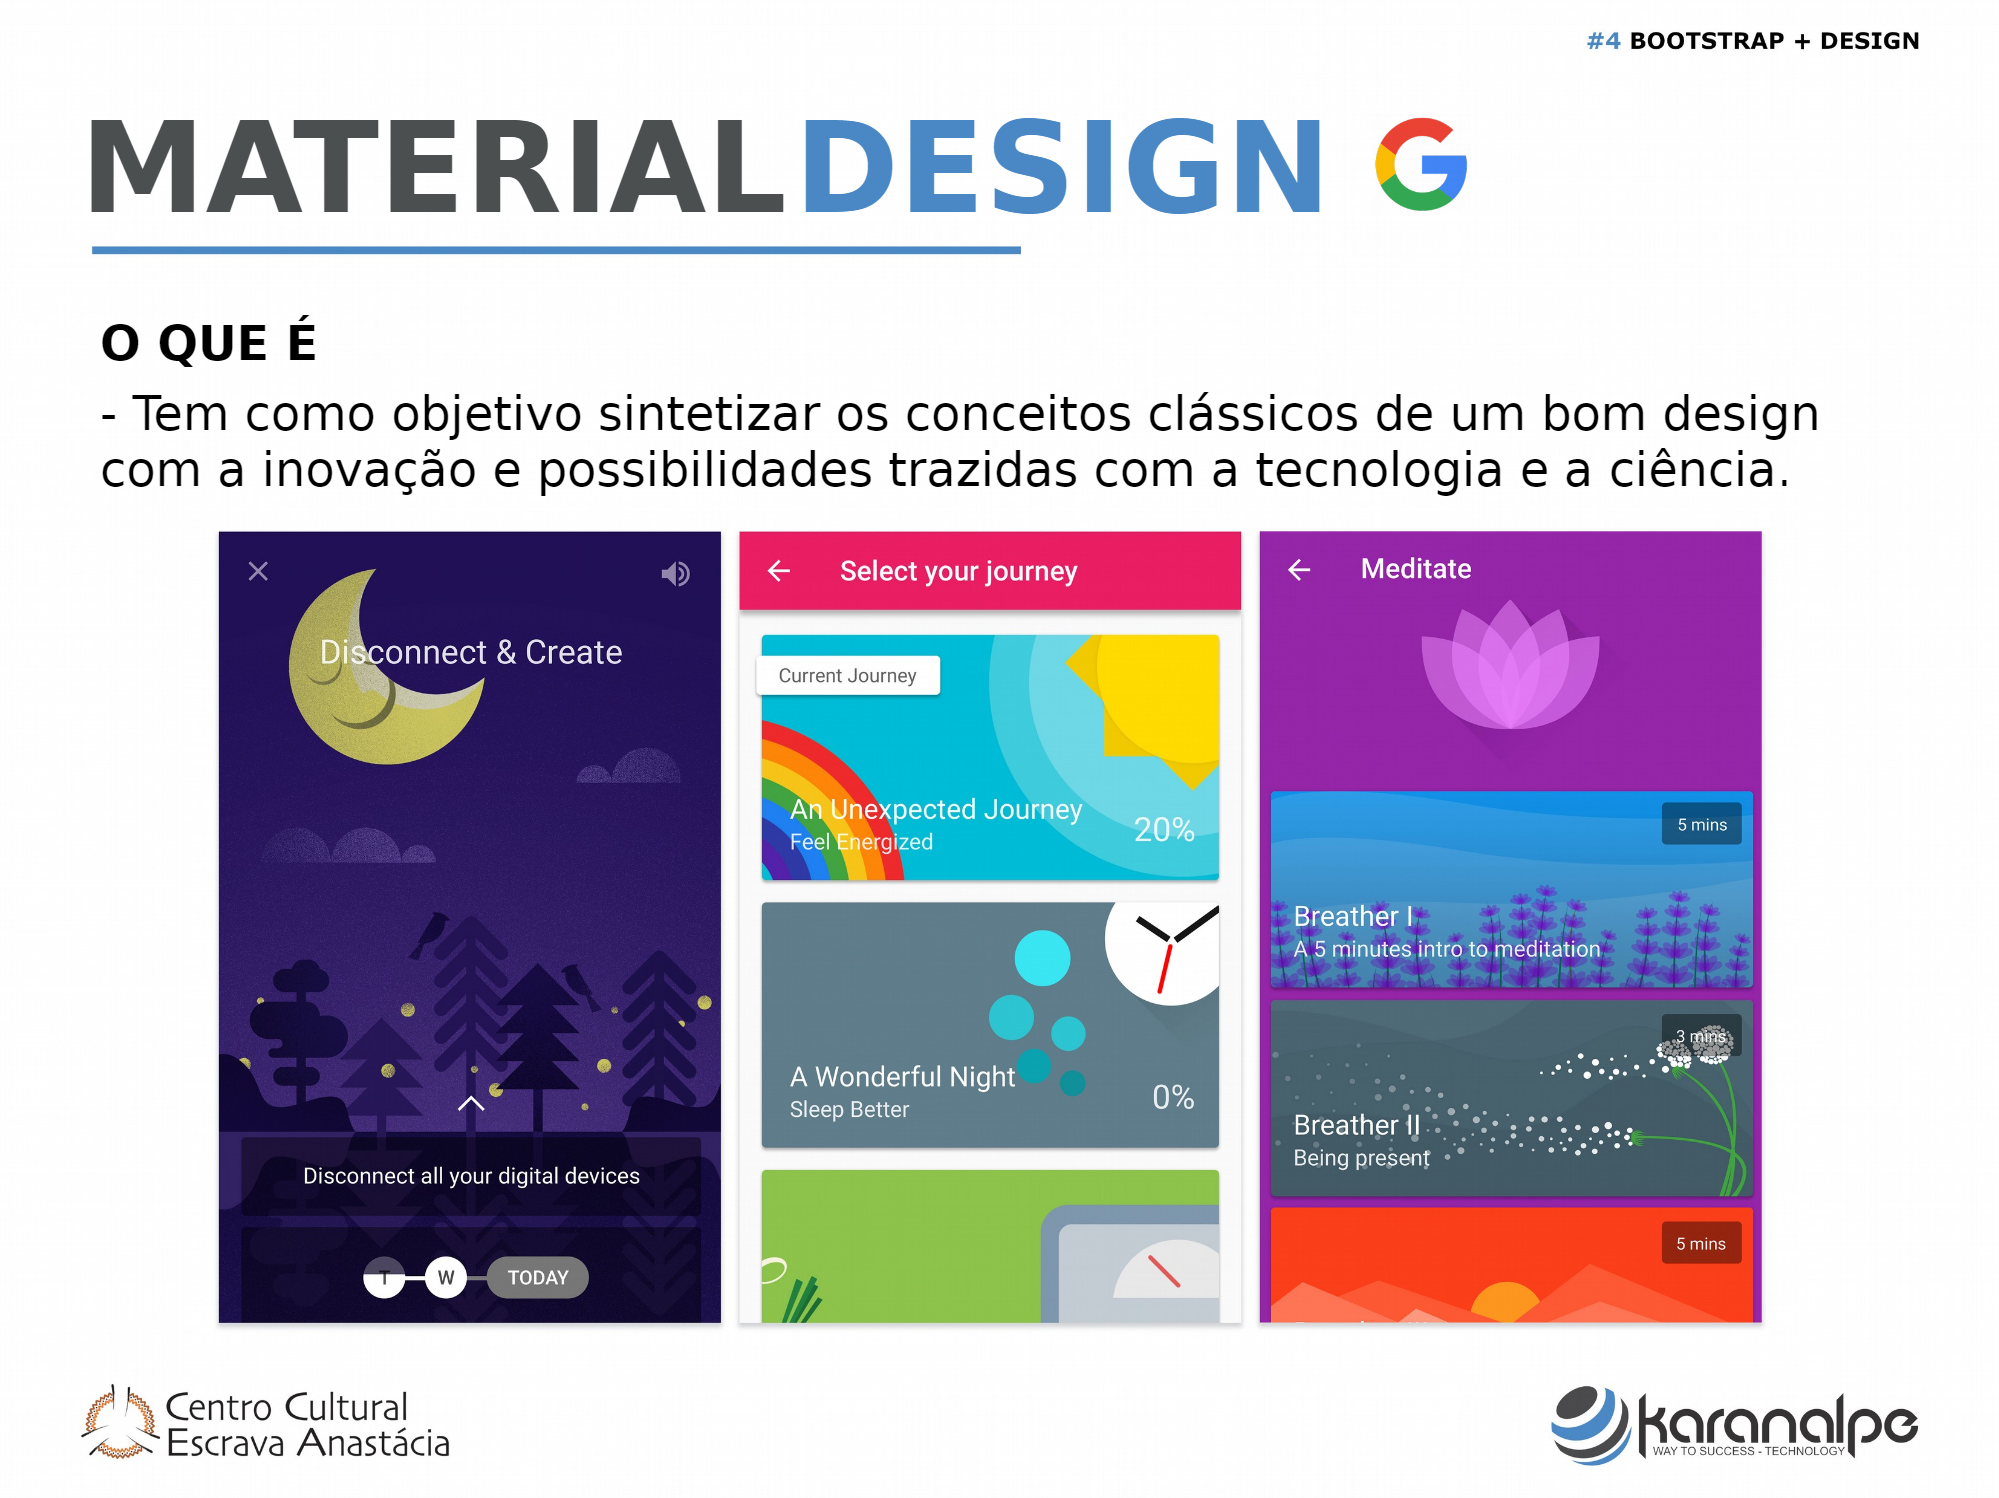 #4 BOOTSTRAP + DESIGN
MATERIALDESIGN
O QUE É
- Tem como objetivo sintetizar os conceitos clássicos de um bom design
com a inovação e possibilidades trazidas com a tecnologia e a ciência.
Disconnect & Create
Disconnect all your digital devices
T W TODAY
Select your journey
Current Journey
An Unexpected Journey
Feel Energized
20%
A Wonderful Night
Sleep Better
0%
Meditate
5 mins
Breather I
A 5 minutes intro to meditation
3 mins
Breather II
Being present
5 mins
Centro Cultural
Escrava Anastácia
karanalpe
WAY TO SUCCESS - TECHNOLOGY